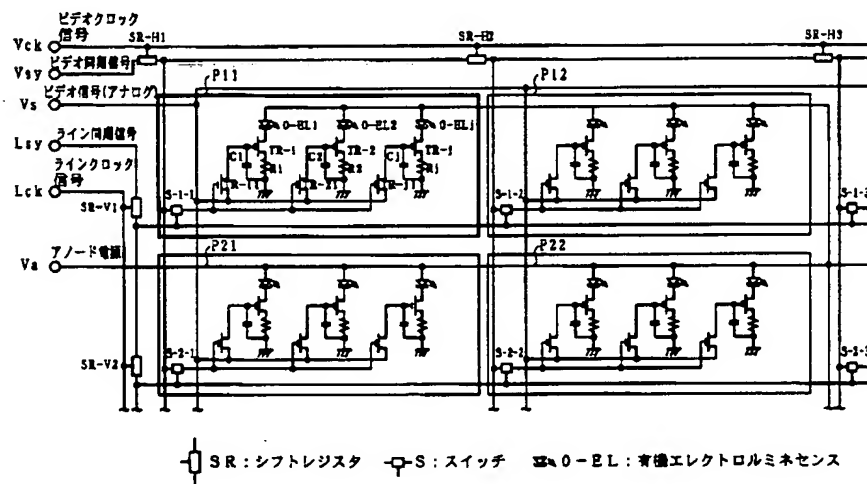 ビデオクロック
信号
Vck
SR-H1
SR-H2
SR-H3
ビデオ同期信号
Vsy
ビデオ信号(アナログ)
Vs
P11
P12
ライン同期信号
Lsy
O-EL1
O-EL2
O-ELj
C1
TR-1
C2
TR-2
Cj
TR-j
R1
R2
Rj
ラインクロック
信号
Lck
SR-V1
S-1-1
S-1-2
アノード電源
Va
P21
P22
SR-V2
S-2-1
S-2-2
SR:シフトレジスタ
S:スイッチ
O-EL:有機エレクトロルミネセンス